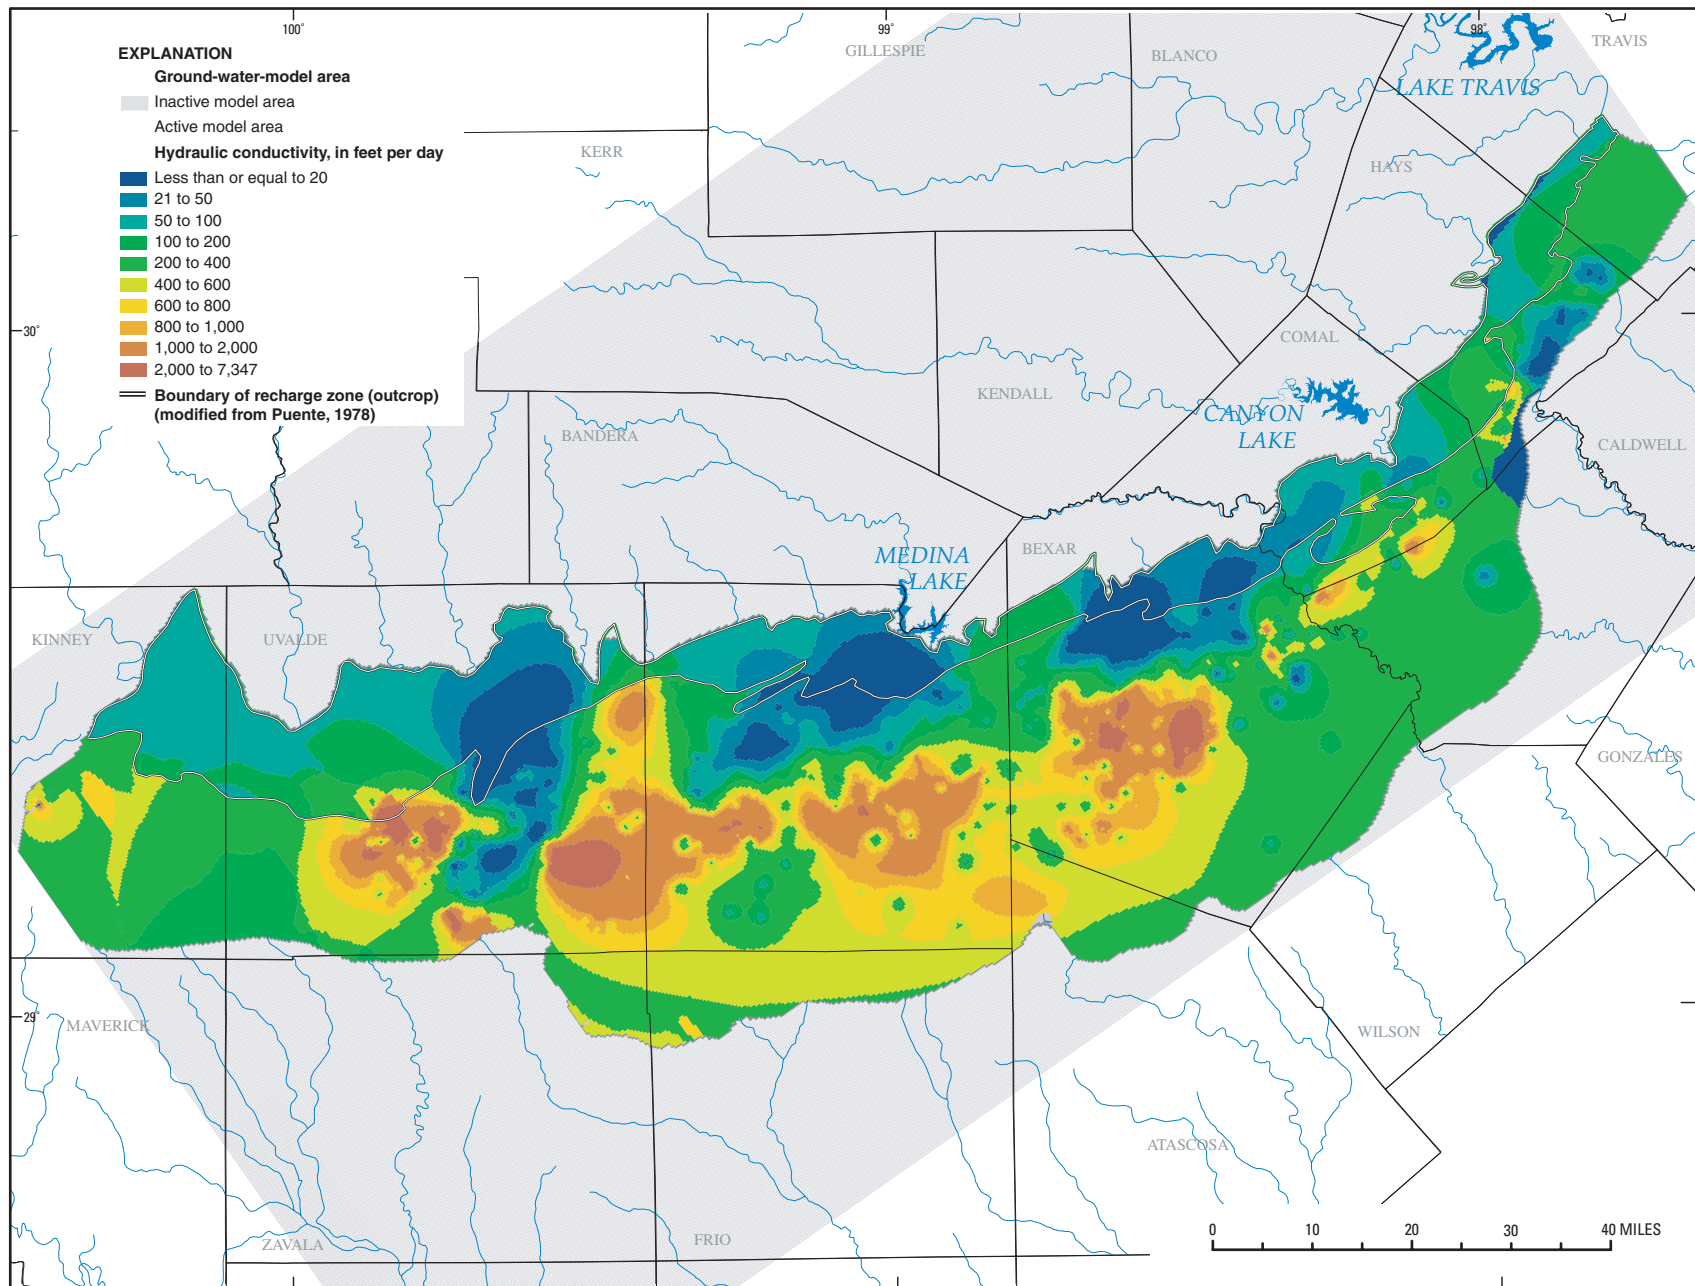 100°
99°
98°
EXPLANATION
Ground-water-model area
Inactive model area
Active model area
Hydraulic conductivity, in feet per day
Less than or equal to 20
21 to 50
50 to 100
100 to 200
200 to 400
400 to 600
600 to 800
800 to 1,000
1,000 to 2,000
2,000 to 7,347
Boundary of recharge zone (outcrop)
(modified from Puente, 1978)
GILLESPIE
BLANCO
TRAVIS
LAKE TRAVIS
KERR
HAYS
30°
COMAL
KENDALL
CANYON
LAKE
BANDERA
CALDWELL
MEDINA
LAKE
BEXAR
KINNEY
UVALDE
GONZALES
29°
MAVERICK
WILSON
ATASCOSA
ZAVALA
FRIO
0 10 20 30 40 MILES